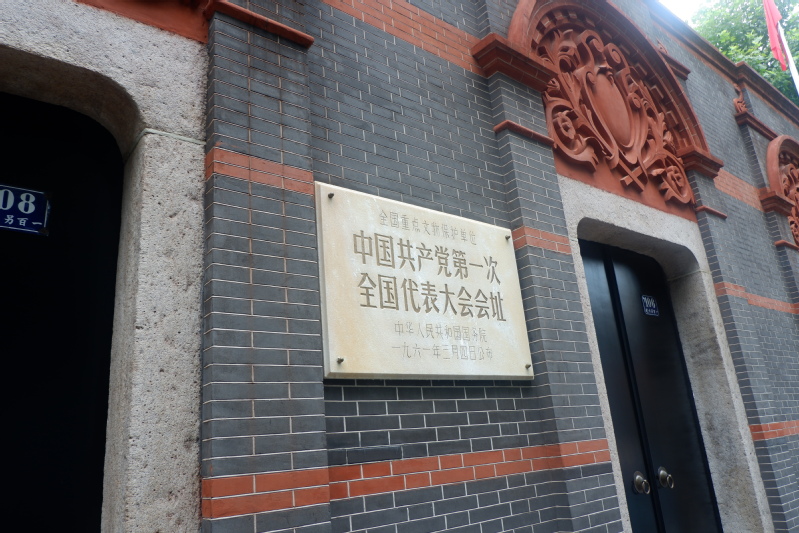 08
全国重点文物保护单位
中国共产党第一次
全国代表大会会址
中华人民共和国国务院
一九六一年三月四日公布
106